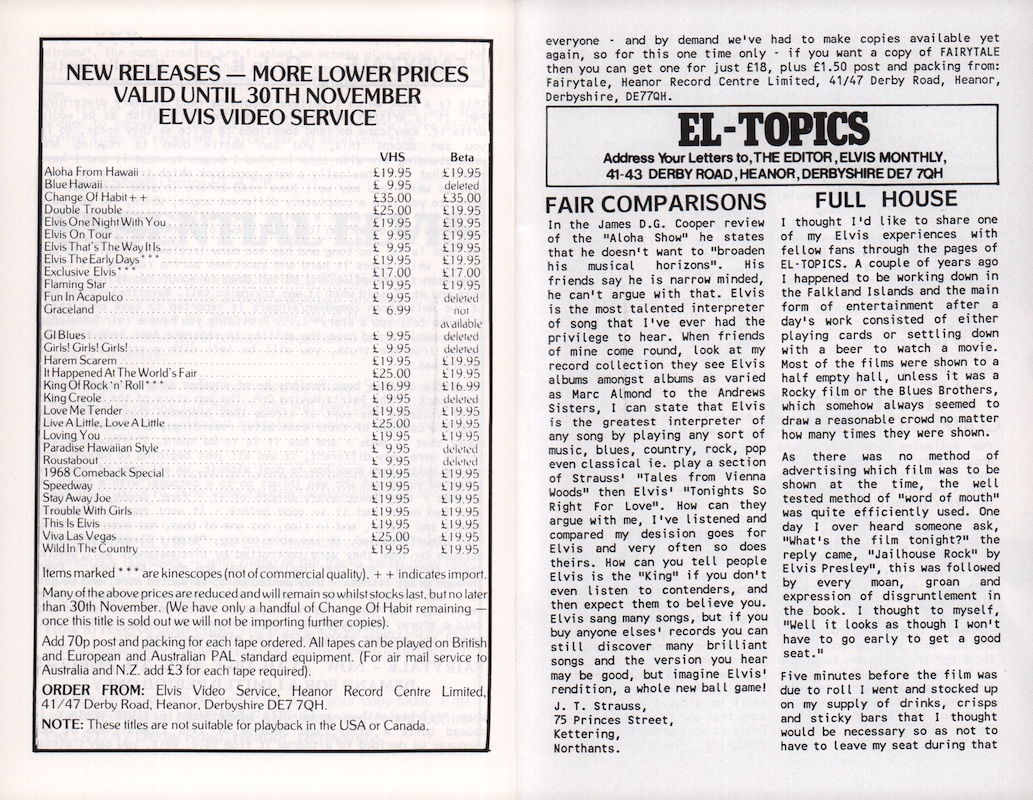 NEW RELEASES — MORE LOWER PRICES
VALID UNTIL 30TH NOVEMBER
ELVIS VIDEO SERVICE
VHS Beta
Aloha From Hawaii £19.95 £19.95
Blue Hawaii £ 9.95 deleted
Change Of Habit++ £35.00 £35.00
Double Trouble £25.00 £19.95
Elvis One Night With You £19.95 £19.95
Elvis On Tour £ 9.95 £19.95
Elvis That's The Way It Is £ 9.95 £19.95
Elvis The Early Days*** £19.95 £19.95
Exclusive Elvis*** £17.00 £17.00
Flaming Star £19.95 £19.95
Fun In Acapulco £ 9.95 deleted
Graceland £ 6.99 not
available
GI Blues £ 9.95 deleted
Girls! Girls! Girls! £ 9.95 deleted
Harem Scarem £19.95 £19.95
It Happened At The World's Fair £25.00 £19.95
King Of Rock 'n' Roll*** £16.99 £16.99
King Creole £ 9.95 deleted
Love Me Tender £19.95 £19.95
Live A Little, Love A Little £25.00 £19.95
Loving You £19.95 £19.95
Paradise Hawaiian Style £ 9.95 deleted
Roustabout £ 9.95 deleted
1968 Comeback Special £19.95 £19.95
Speedway £19.95 £19.95
Stay Away Joe £19.95 £19.95
Trouble With Girls £19.95 £19.95
This Is Elvis £19.95 £19.95
Viva Las Vegas £25.00 £19.95
Wild In The Country £19.95 £19.95
Items marked *** are kinescopes (not of commercial quality). ++ indicates import.
Many of the above prices are reduced and will remain so whilst stocks last, but no later
than 30th November. (We have only a handful of Change Of Habit remaining —
once this title is sold out we will not be importing further copies).
Add 70p post and packing for each tape ordered. All tapes can be played on British
and European and Australian PAL standard equipment. (For air mail service to
Australia and N.Z. add £3 for each tape required).
ORDER FROM: Elvis Video Service, Heanor Record Centre Limited,
41/47 Derby Road, Heanor, Derbyshire DE7 7QH.
NOTE: These titles are not suitable for playback in the USA or Canada.
everyone - and by demand we've had to make copies available yet
again, so for this one time only - if you want a copy of FAIRYTALE
then you can get one for just £18, plus £1.50 post and packing from:
Fairytale, Heanor Record Centre Limited, 41/47 Derby Road, Heanor,
Derbyshire, DE77QH.
EL-TOPICS
Address Your Letters to, THE EDITOR, ELVIS MONTHLY,
41-43 DERBY ROAD, HEANOR, DERBYSHIRE DE7 7QH
FAIR COMPARISONS
In the James D.G. Cooper review
of the "Aloha Show" he states
that he doesn't want to "broaden
his musical horizons". His
friends say he is narrow minded,
he can't argue with that. Elvis
is the most talented interpreter
of song that I've ever had the
privilege to hear. When friends
of mine come round, look at my
record collection they see Elvis
albums amongst albums as varied
as Marc Almond to the Andrews
Sisters, I can state that Elvis
is the greatest interpreter of
any song by playing any sort of
music, blues, country, rock, pop
even classical ie. play a section
of Strauss' "Tales from Vienna
Woods" then Elvis' "Tonights So
Right For Love". How can they
argue with me, I've listened and
compared my desision goes for
Elvis and very often so does
theirs. How can you tell people
Elvis is the "King" if you don't
even listen to contenders, and
then expect them to believe you.
Elvis sang many songs, but if you
buy anyone elses' records you can
still discover many brilliant
songs and the version you hear
may be good, but imagine Elvis'
rendition, a whole new ball game!
J. T. Strauss,
75 Princes Street,
Kettering,
Northants.
FULL HOUSE
I thought I'd like to share one
of my Elvis experiences with
fellow fans through the pages of
EL-TOPICS. A couple of years ago
I happened to be working down in
the Falkland Islands and the main
form of entertainment after a
day's work consisted of either
playing cards or settling down
with a beer to watch a movie.
Most of the films were shown to a
half empty hall, unless it was a
Rocky film or the Blues Brothers,
which somehow always seemed to
draw a reasonable crowd no matter
how many times they were shown.
As there was no method of
advertising which film was to be
shown at the time, the well
tested method of "word of mouth"
was quite efficiently used. One
day I over heard someone ask,
"What's the film tonight?" the
reply came, "Jailhouse Rock" by
Elvis Presley", this was followed
by every moan, groan and
expression of disgruntlement in
the book. I thought to myself,
"Well it looks as though I won't
have to go early to get a good
seat."
Five minutes before the film was
due to roll I went and stocked up
on my supply of drinks, crisps
and sticky bars that I thought
would be necessary so as not to
have to leave my seat during that